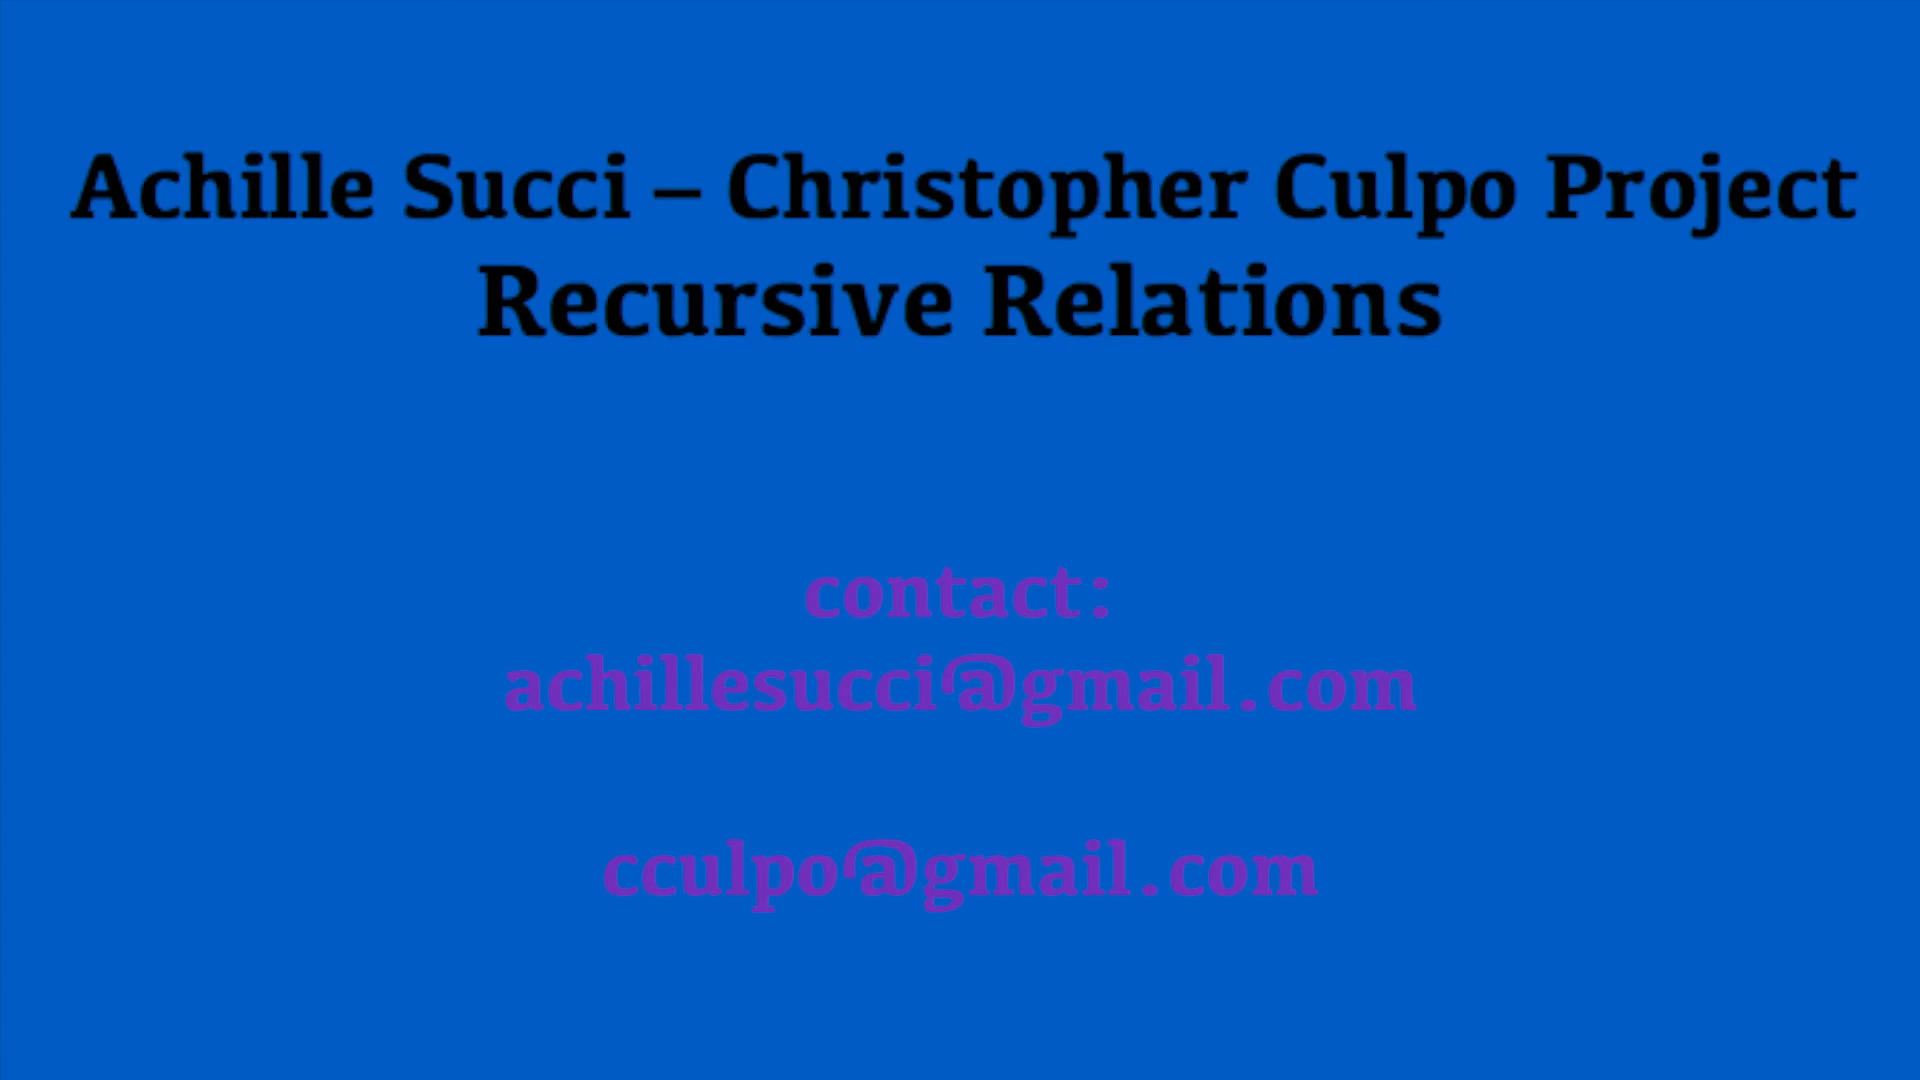 Achille Succi – Christopher Culpo Project
Recursive Relations
contact:
achillesucci@gmail.com
cculpo@gmail.com